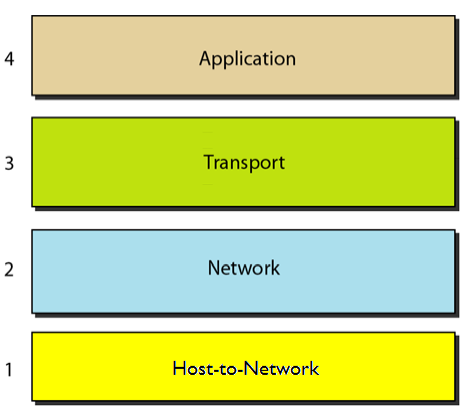 4 Application
3 Transport
2 Network
1 Host-to-Network